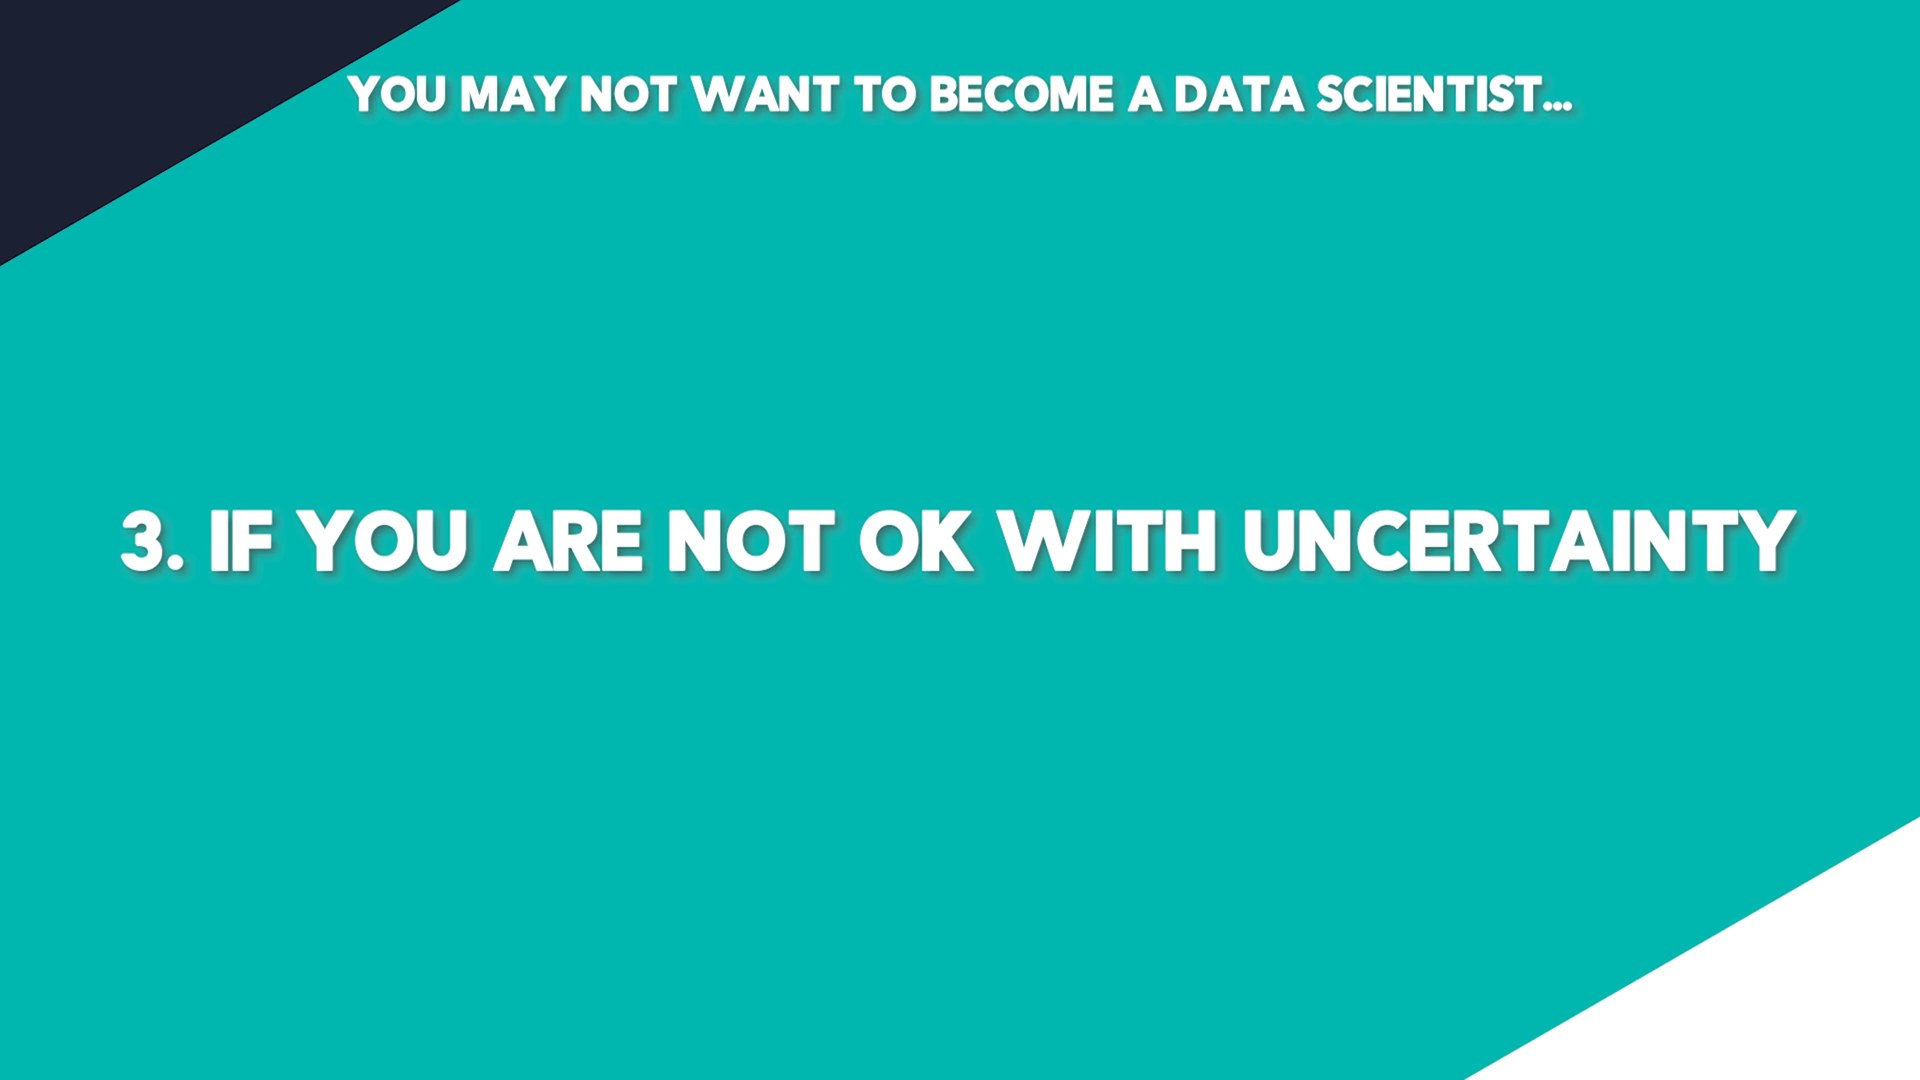 YOU MAY NOT WANT TO BECOME A DATA SCIENTIST...
3. IF YOU ARE NOT OK WITH UNCERTAINTY